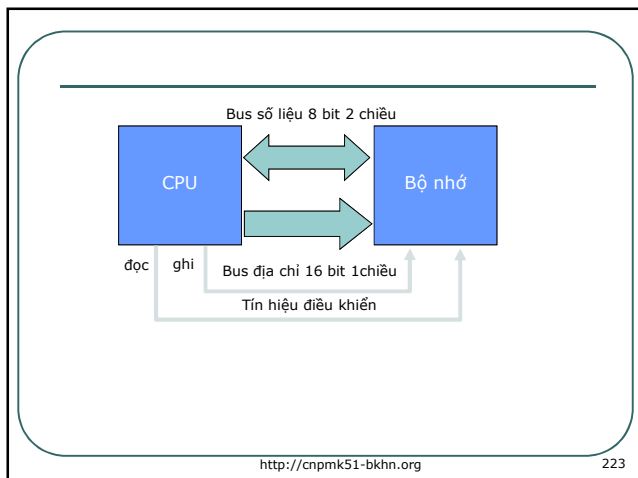 Bus số liệu 8 bit 2 chiều
CPU
Bộ nhớ
đọc
ghi
Bus địa chỉ 16 bit 1chiều
Tín hiệu điều khiển
http://cnpmk51-bkhn.org
223